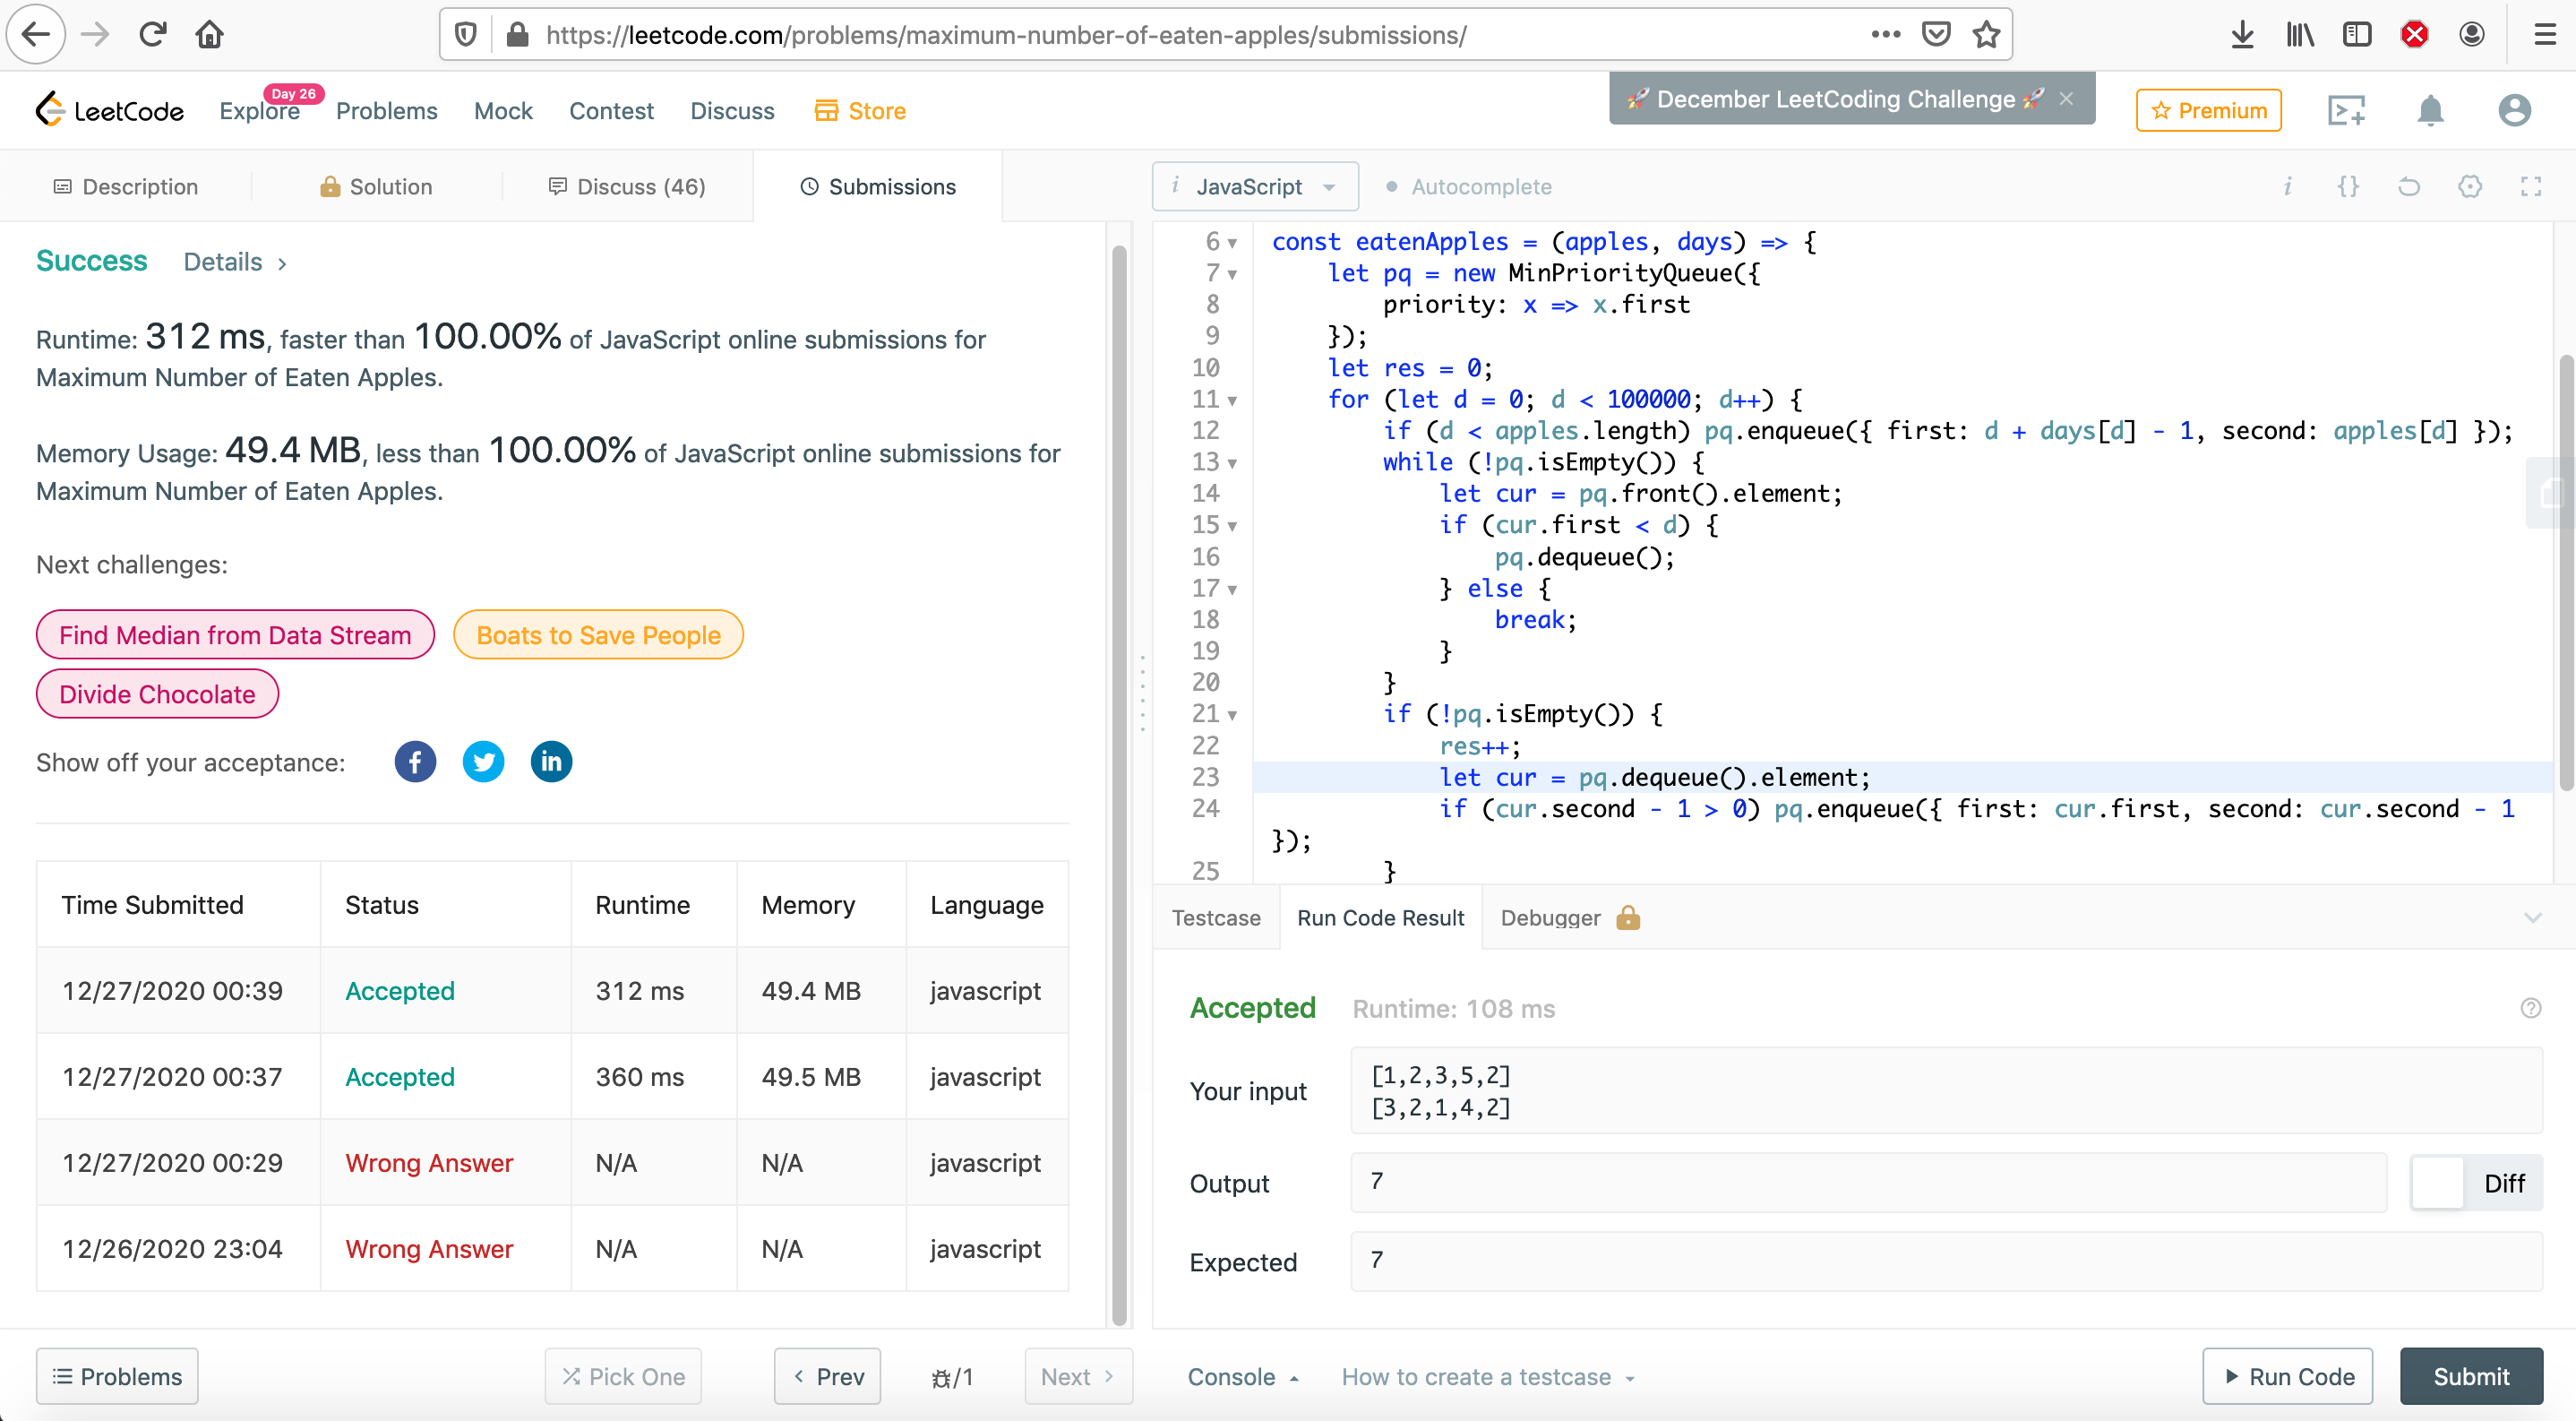 https://leetcode.com/problems/maximum-number-of-eaten-apples/submissions/
LeetCode
Explore
Day 26
Problems
Mock
Contest
Discuss
Store
🚀 December LeetCoding Challenge 🚀 ×
Premium
Description
Solution
Discuss (46)
Submissions
i JavaScript
Autocomplete
Success Details >
Runtime: 312 ms, faster than 100.00% of JavaScript online submissions for
Maximum Number of Eaten Apples.
Memory Usage: 49.4 MB, less than 100.00% of JavaScript online submissions for
Maximum Number of Eaten Apples.
Next challenges:
Find Median from Data Stream
Boats to Save People
Divide Chocolate
Show off your acceptance:
Time Submitted Status Runtime Memory Language
12/27/2020 00:39 Accepted 312 ms 49.4 MB javascript
12/27/2020 00:37 Accepted 360 ms 49.5 MB javascript
12/27/2020 00:29 Wrong Answer N/A N/A javascript
12/26/2020 23:04 Wrong Answer N/A N/A javascript
Problems
Pick One
< Prev
/1
Next >
6 const eatenApples = (apples, days) => {
7 let pq = new MinPriorityQueue({
8 priority: x => x.first
9 });
10 let res = 0;
11 for (let d = 0; d < 100000; d++) {
12 if (d < apples.length) pq.enqueue({ first: d + days[d] - 1, second: apples[d] });
13 while (!pq.isEmpty()) {
14 let cur = pq.front().element;
15 if (cur.first < d) {
16 pq.dequeue();
17 } else {
18 break;
19 }
20 }
21 if (!pq.isEmpty()) {
22 res++;
23 let cur = pq.dequeue().element;
24 if (cur.second - 1 > 0) pq.enqueue({ first: cur.first, second: cur.second - 1
});
25 }
Testcase
Run Code Result
Debugger
Accepted Runtime: 108 ms
Your input
[1,2,3,5,2]
[3,2,1,4,2]
Output 7
Diff
Expected 7
Console
How to create a testcase
Run Code
Submit